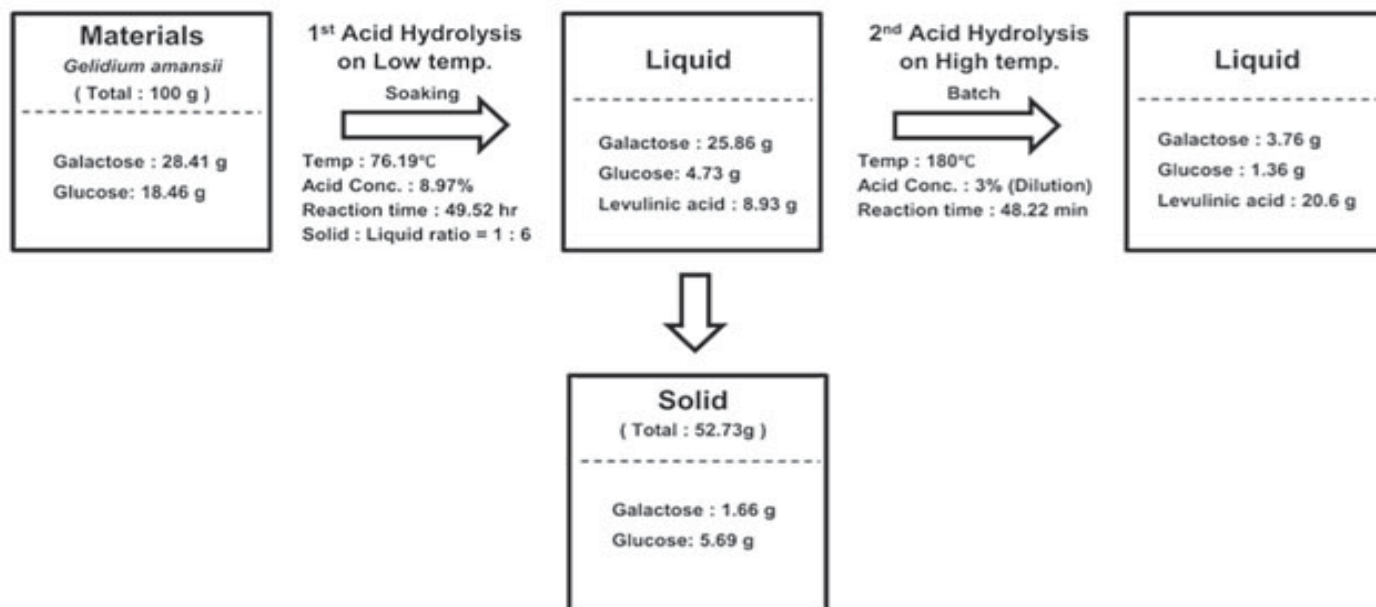 Materials
Gelidium amansii
( Total : 100 g )
Galactose : 28.41 g
Glucose: 18.46 g
1st Acid Hydrolysis
on Low temp.
Soaking
Temp : 76.19℃
Acid Conc. : 8.97%
Reaction time : 49.52 hr
Solid : Liquid ratio = 1 : 6
Liquid
Galactose : 25.86 g
Glucose: 4.73 g
Levulinic acid : 8.93 g
2nd Acid Hydrolysis
on High temp.
Batch
Temp : 180℃
Acid Conc. : 3% (Dilution)
Reaction time : 48.22 min
Liquid
Galactose : 3.76 g
Glucose : 1.36 g
Levulinic acid : 20.6 g
Solid
( Total : 52.73g )
Galactose : 1.66 g
Glucose: 5.69 g